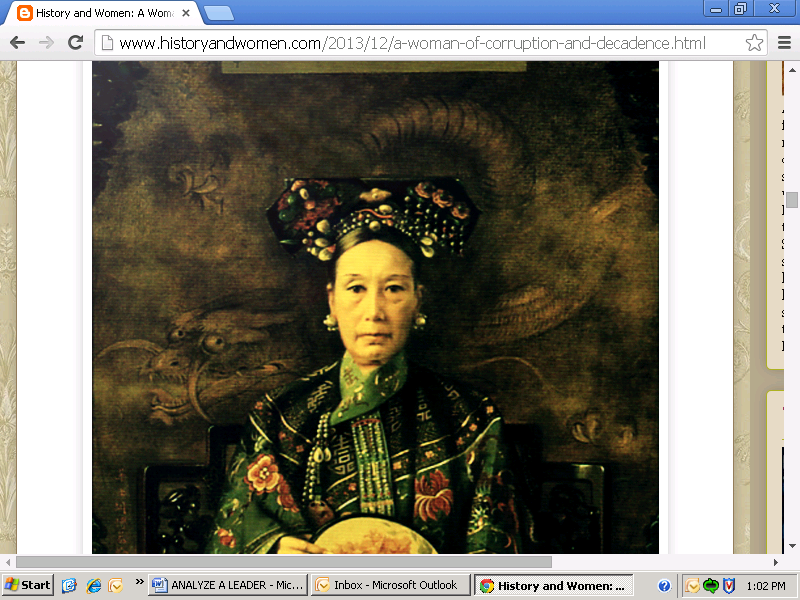 History and Women: A Wom
www.historyandwomen.com/2013/12/a-woman-of-corruption-and-decadence.html
Start
»
ANALYZE A LEADER - Mic...
Inbox - Microsoft Outlook
History and Women: ...
1:02 PM